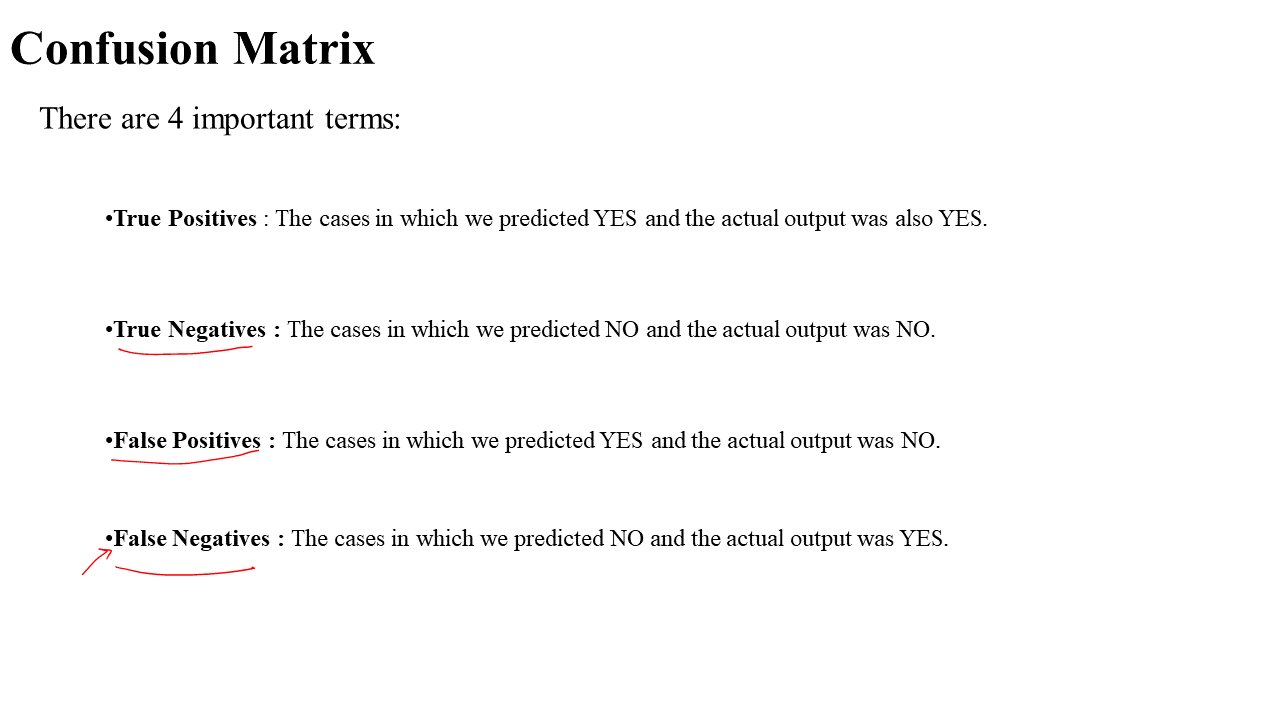 Confusion Matrix
There are 4 important terms:
•True Positives : The cases in which we predicted YES and the actual output was also YES.
•True Negatives : The cases in which we predicted NO and the actual output was NO.
•False Positives : The cases in which we predicted YES and the actual output was NO.
•False Negatives : The cases in which we predicted NO and the actual output was YES.